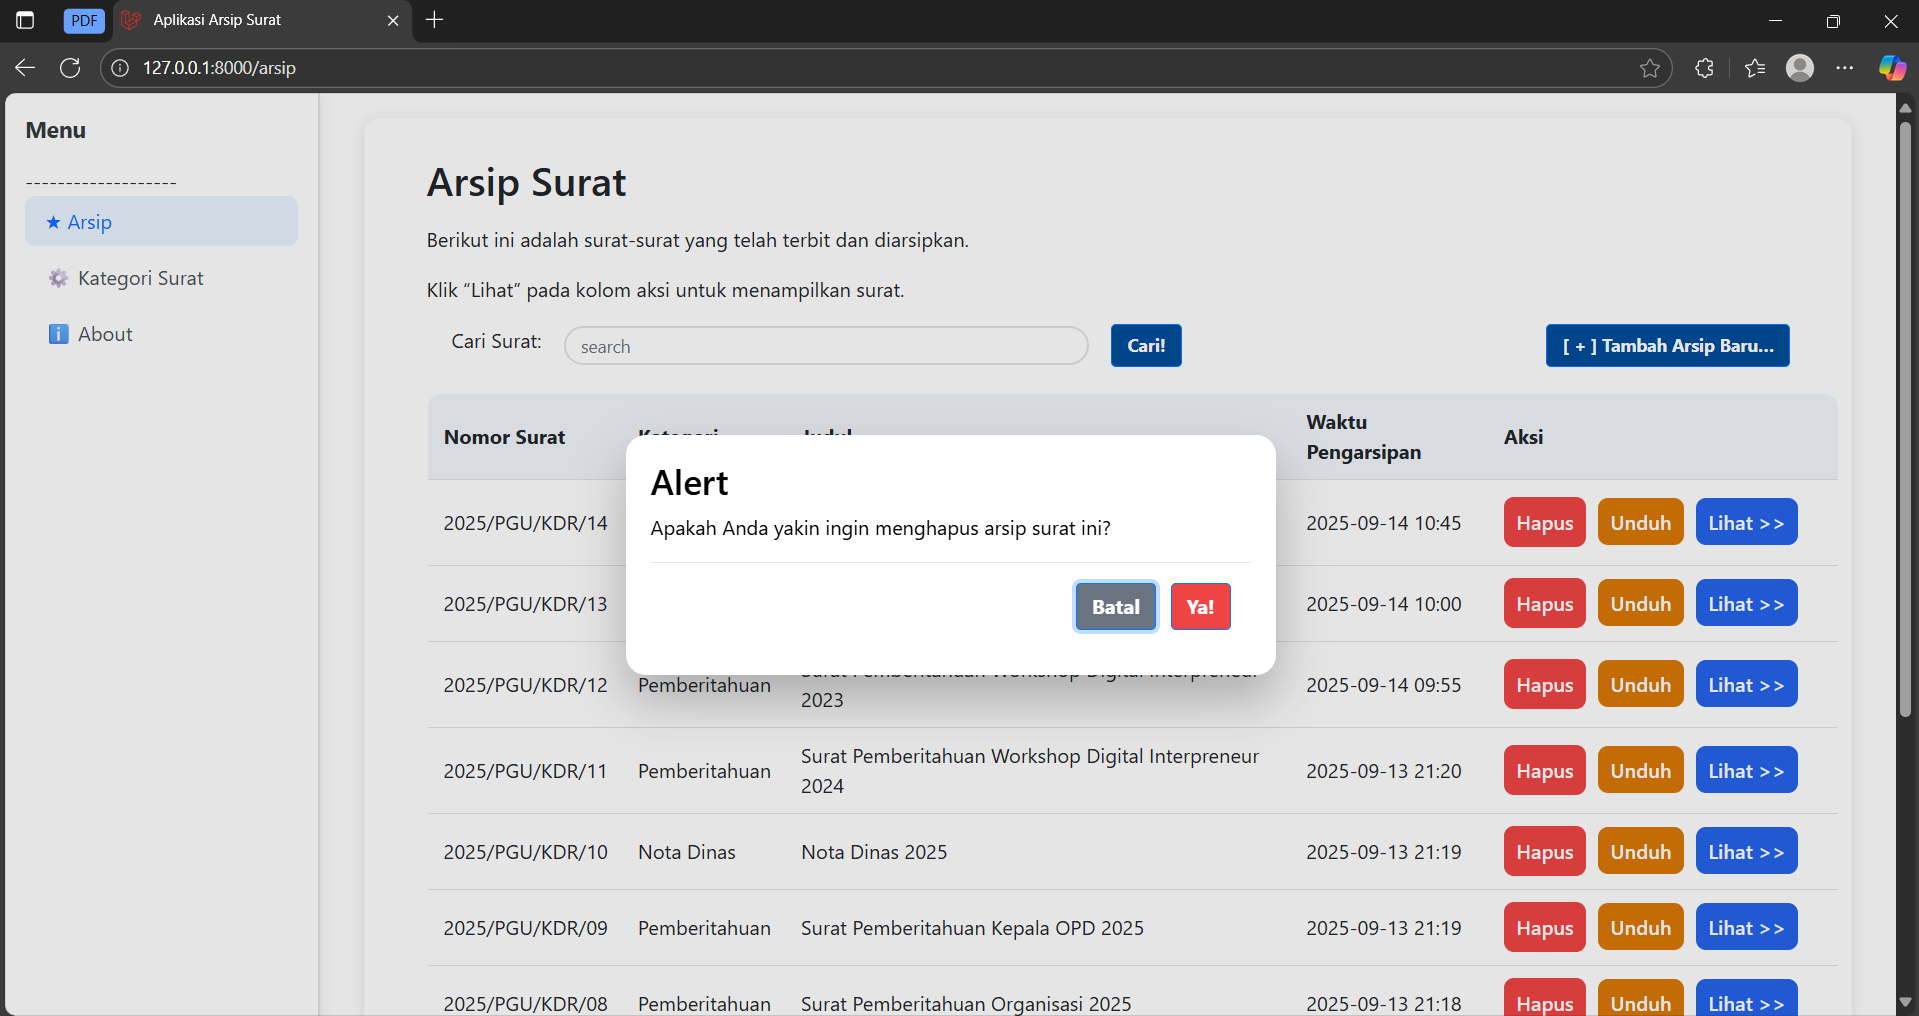 PDF
Aplikasi Arsip Surat
127.0.0.1:8000/arsip
Menu
-------------------
★ Arsip
Kategori Surat
About
Arsip Surat
Berikut ini adalah surat-surat yang telah terbit dan diarsipkan.
Klik “Lihat” pada kolom aksi untuk menampilkan surat.
Cari Surat:
search
Cari!
[ + ] Tambah Arsip Baru...
Nomor Surat Kategori Judul Waktu Pengarsipan Aksi
Alert
Apakah Anda yakin ingin menghapus arsip surat ini?
Batal
Ya!
2025/PGU/KDR/14 2025-09-14 10:45 Hapus Unduh Lihat >>
2025/PGU/KDR/13 2025-09-14 10:00 Hapus Unduh Lihat >>
2025/PGU/KDR/12 Pemberitahuan Surat Pemberitahuan Workshop Digital Interpreneur
2023 2025-09-14 09:55 Hapus Unduh Lihat >>
2025/PGU/KDR/11 Pemberitahuan Surat Pemberitahuan Workshop Digital Interpreneur
2024 2025-09-13 21:20 Hapus Unduh Lihat >>
2025/PGU/KDR/10 Nota Dinas Nota Dinas 2025 2025-09-13 21:19 Hapus Unduh Lihat >>
2025/PGU/KDR/09 Pemberitahuan Surat Pemberitahuan Kepala OPD 2025 2025-09-13 21:19 Hapus Unduh Lihat >>
2025/PGU/KDR/08 Pemberitahuan Surat Pemberitahuan Organisasi 2025 2025-09-13 21:18 Hapus Unduh Lihat >>